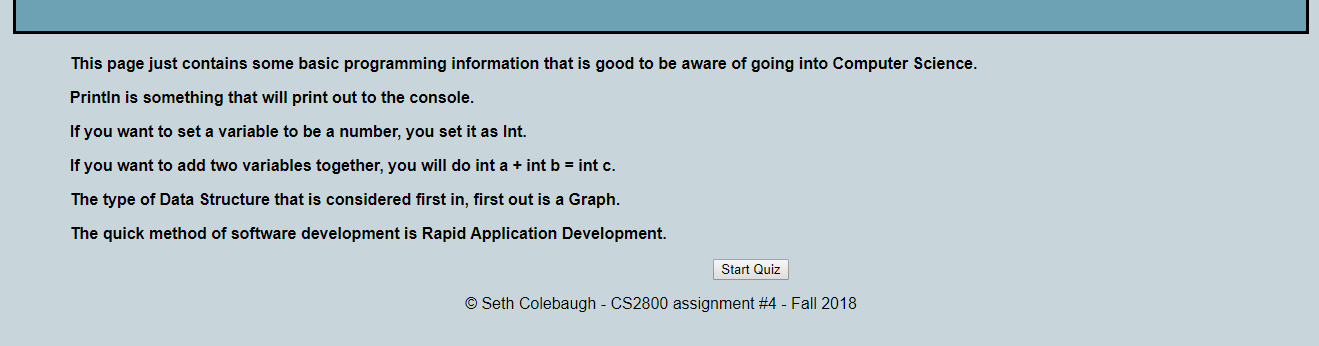 This page just contains some basic programming information that is good to be aware of going into Computer Science.
Println is something that will print out to the console.
If you want to set a variable to be a number, you set it as Int.
If you want to add two variables together, you will do int a + int b = int c.
The type of Data Structure that is considered first in, first out is a Graph.
The quick method of software development is Rapid Application Development.
Start Quiz
© Seth Colebaugh - CS2800 assignment #4 - Fall 2018